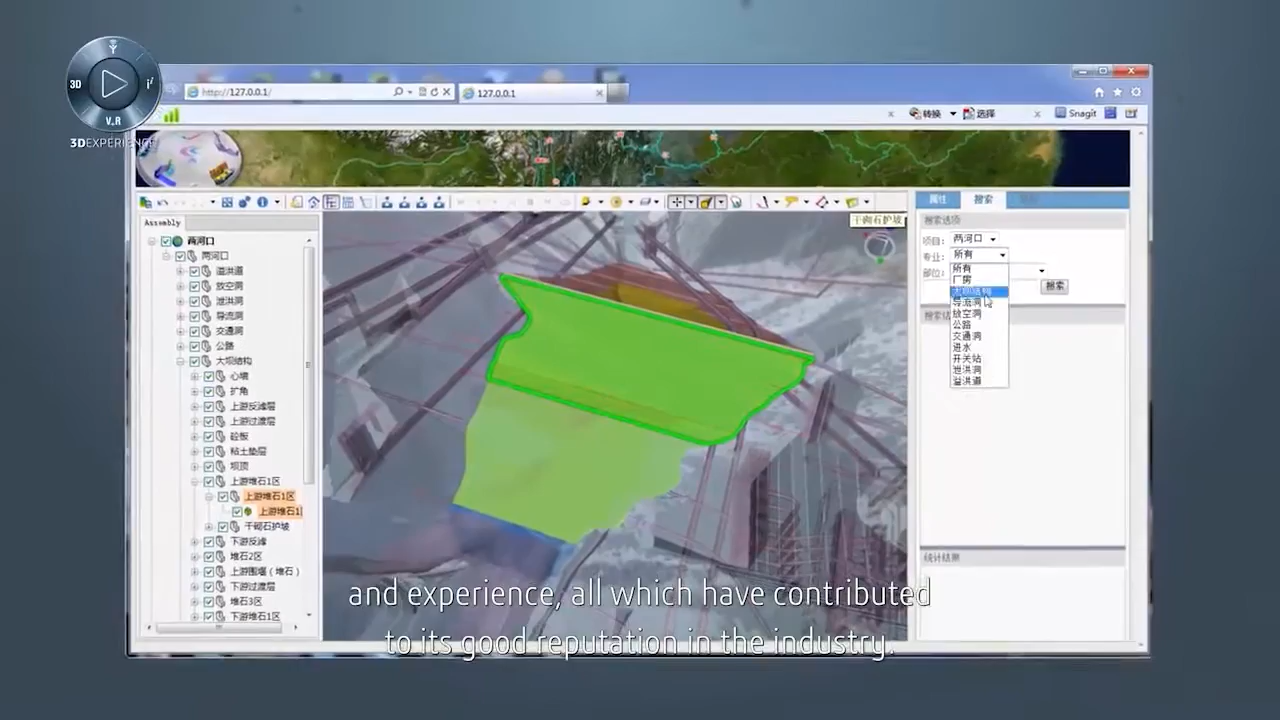 3D
i²
V.R
3DEXPERIENCE
http://127.0.0.1/
127.0.0.1
转换
选择
Snagit
Assembly
两河口
两河口
溢洪道
放空洞
泄洪洞
导流洞
交通洞
公路
大坝结构
心墙
扩角
上游反滤层
上游过渡层
砼板
粘土垫层
坝顶
上游堆石1区
上游堆石1区
上游堆石1
干砌石护坡
下游反滤
堆石2区
上游围堰（堆石）
下游过渡层
堆石3区
下游堆石1区
干砌石护坡
属性
搜索
搜索选项
项目: 两河口
专业: 所有
部位:
所有
厂房
大坝结构
导流洞
放空洞
公路
交通洞
进水
开关站
泄洪洞
溢洪道
搜索
统计结果
and experience, all which have contributed
to its good reputation in the industry.